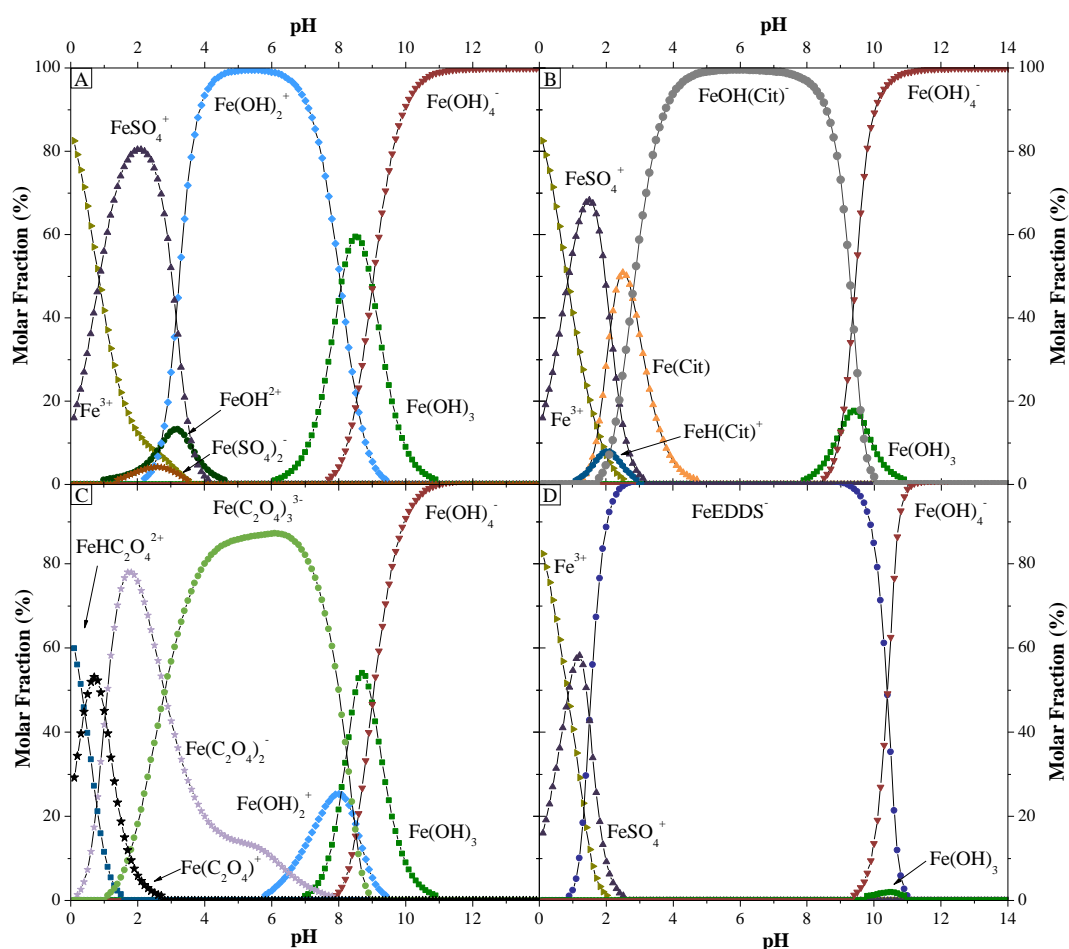 pH
pH
0 2 4 6 8 10 12
0 2 4 6 8 10 12 14
100
80
60
40
20
0
Molar Fraction (%)
A
FeSO₄⁺
Fe(OH)₂⁺
Fe(OH)₄⁻
Fe³⁺
FeOH²⁺
Fe(SO₄)₂⁻
Fe(OH)₃
B
FeOH(Cit)⁻
Fe(OH)₄⁻
FeSO₄⁺
Fe(Cit)
Fe³⁺
FeH(Cit)⁺
Fe(OH)₃
100
80
60
40
20
0
Molar Fraction (%)
80
60
40
20
0
Molar Fraction (%)
C
Fe(C₂O₄)₃³⁻
Fe(OH)₄⁻
FeHC₂O₄²⁺
Fe(C₂O₄)₂⁻
Fe(OH)₂⁺
Fe(OH)₃
Fe(C₂O₄)⁺
D
FeEDDS⁻
Fe(OH)₄⁻
Fe³⁺
FeSO₄⁺
Fe(OH)₃
80
60
40
20
0
Molar Fraction (%)
0 2 4 6 8 10 12
0 2 4 6 8 10 12 14
pH
pH